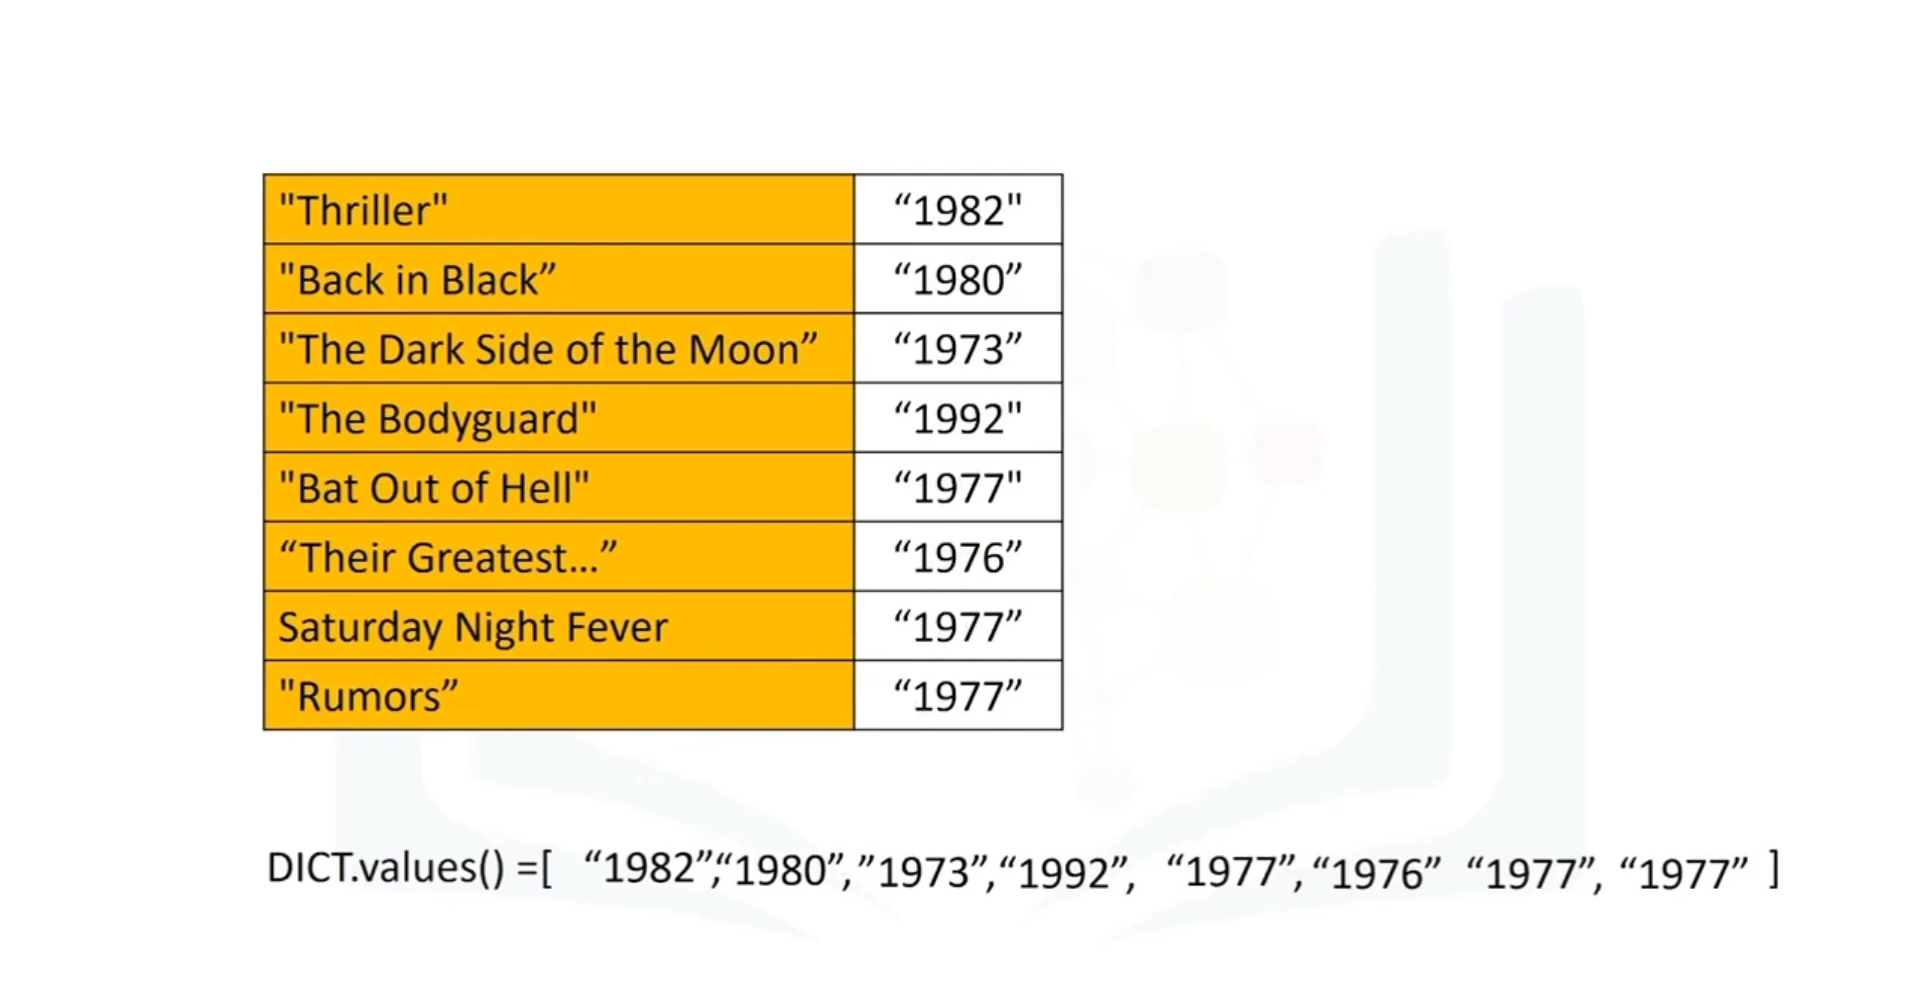 "Thriller" “1982"
"Back in Black” “1980”
"The Dark Side of the Moon” “1973”
"The Bodyguard" “1992"
"Bat Out of Hell" “1977"
“Their Greatest...” “1976”
Saturday Night Fever “1977”
"Rumors” “1977”
DICT.values() =[ “1982”,“1980”,”1973”,“1992”, “1977”, “1976” “1977”, “1977” ]